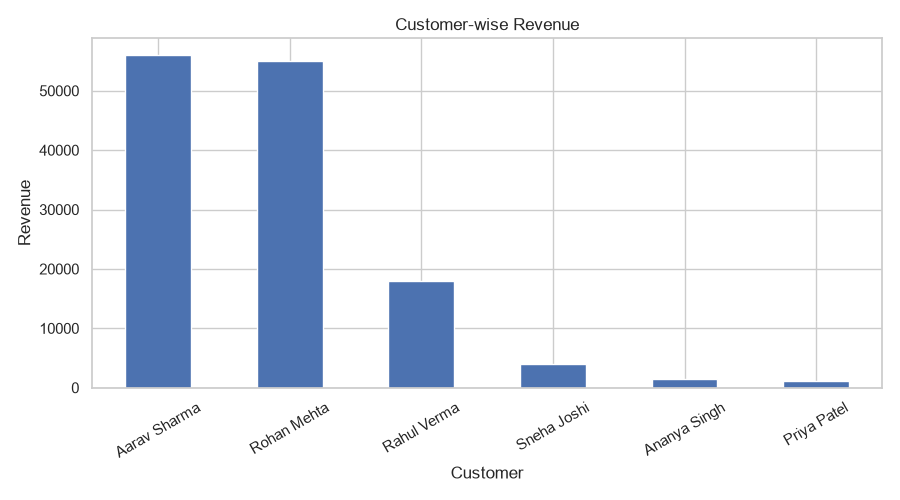 Customer-wise Revenue
Revenue
50000
40000
30000
20000
10000
0
Aarav Sharma
Rohan Mehta
Rahul Verma
Sneha Joshi
Ananya Singh
Priya Patel
Customer